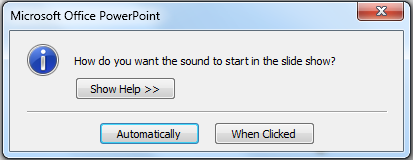 Microsoft Office PowerPoint
How do you want the sound to start in the slide show?
Show Help >>
Automatically
When Clicked